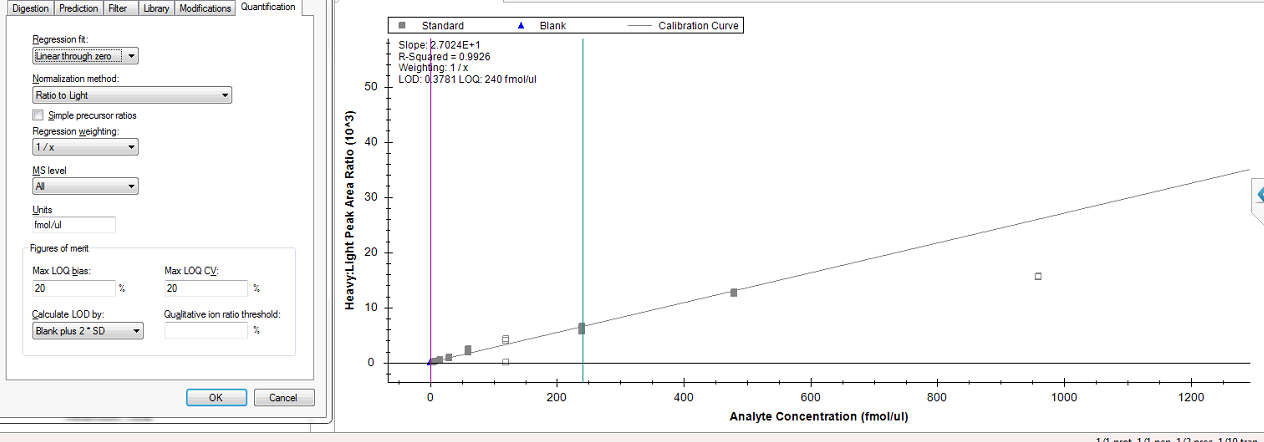 Digestion Prediction Filter Library Modifications Quantification
Regression fit:
Linear through zero
Normalization method:
Ratio to Light
Simple precursor ratios
Regression weighting:
1 / x
MS level
All
Units
fmol/ul
Figures of merit
Max LOQ bias:
20 %
Max LOQ CV:
20 %
Calculate LOD by:
Blank plus 2 * SD
Qualitative ion ratio threshold:
%
OK Cancel
Standard Blank Calibration Curve
Slope: 2.7024E+1
R-Squared = 0.9926
Weighting: 1 / x
LOD: 0.3781 LOQ: 240 fmol/ul
Heavy:Light Peak Area Ratio (10^3)
50
40
30
20
10
0
0 200 400 600 800 1000 1200
Analyte Concentration (fmol/ul)